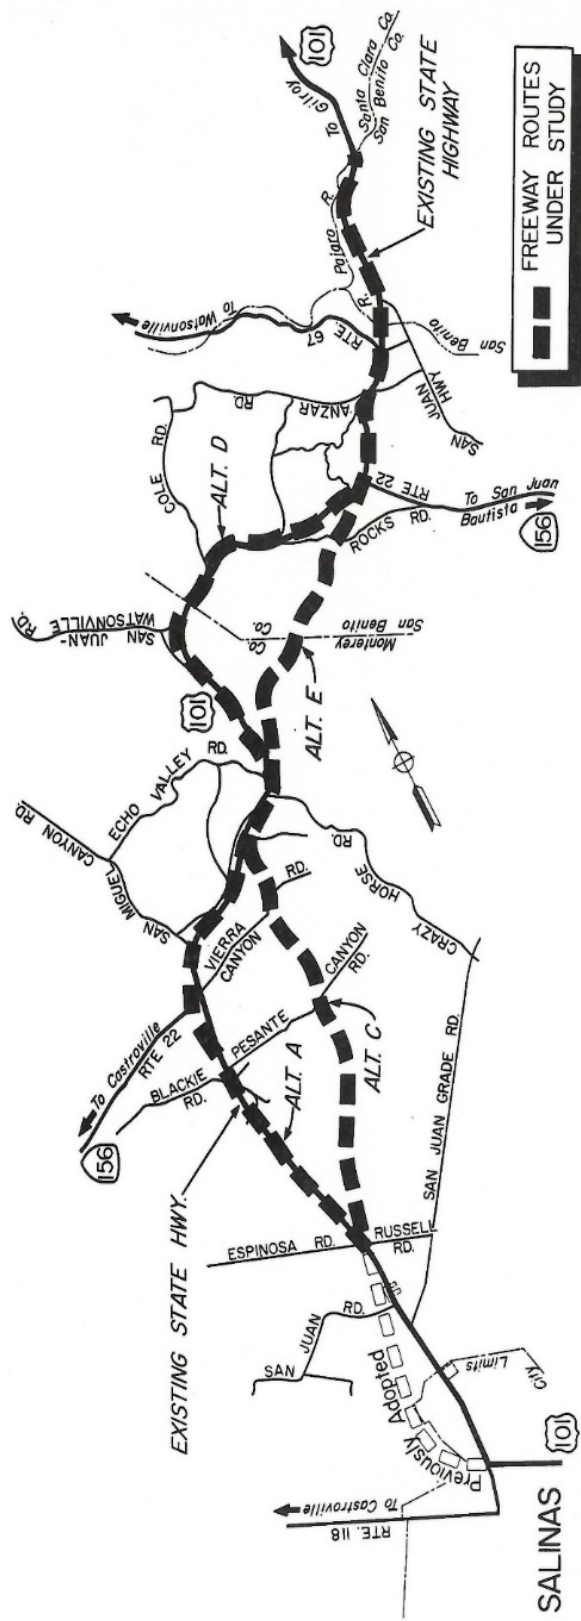 SALINAS
101
RTE. 118
To Castroville
Previously
Adopted
City
Limits
SAN
JUAN
RD.
ESPINOSA RD.
RUSSELL
RD.
SAN JUAN GRADE RD.
EXISTING STATE HWY.
ALT. A
ALT. C
156
To Castroville
RTE 22
BLACKIE
RD.
PESANTE
CANYON
RD.
VIERRA
CANYON
RD.
SAN
MIGUEL
CANYON RD
ECHO
VALLEY
RD.
CRAZY
HORSE
RD
101
SAN
JUAN-
WATSONVILLE
RD.
Monterey
Co.
San Benito
Co.
ALT. E
ALT. D
COLE
RD.
ANZAR
RD.
ROCKS
RD.
RTE 22
To San Juan
Bautista
156
SAN
JUAN
HWY
San Benito
R.
RTE.
67
To Watsonville
Pajaro
R.
EXISTING STATE
HIGHWAY
To
Gilroy
101
Santa Clara Co.
San Benito Co.
FREEWAY ROUTES
UNDER STUDY